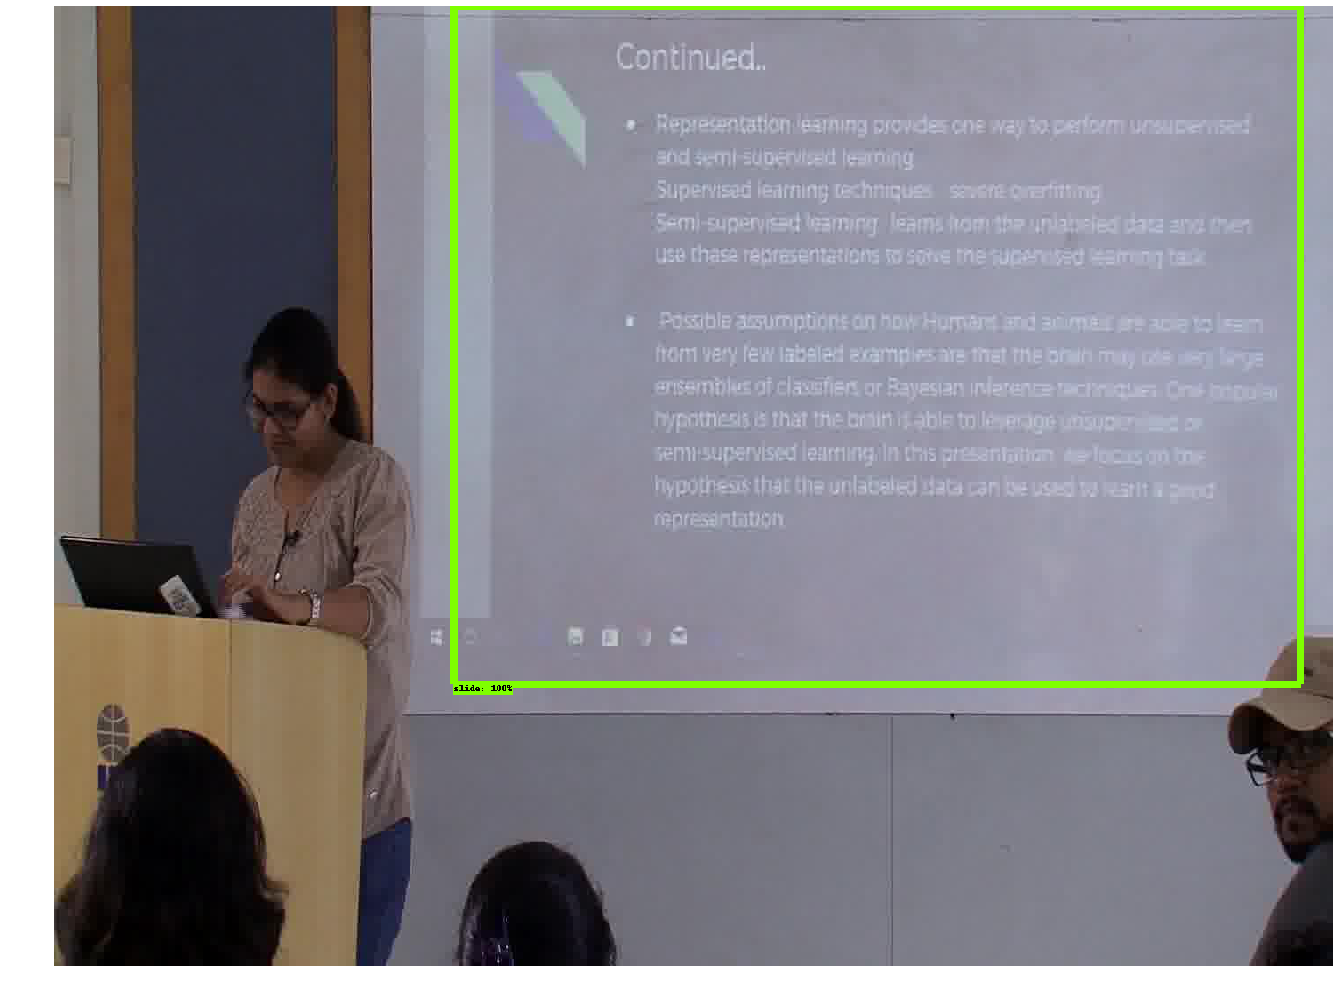 Continued..
Representation learning provides one way to perform unsupervised
and semi-supervised learning
Supervised learning techniques severe overfitting
Semi-supervised learning learns from the unlabeled data and then
use these representations to solve the supervised learning task
Possible assumptions on how Humans and animals are able to learn
from very few labeled examples are that the brain may use very large
ensembles of classifiers or Bayesian inference techniques. One popular
hypothesis is that the brain is able to leverage unsupervised or
semi-supervised learning. In this presentation we focus on the
hypothesis that the unlabeled data can be used to learn a good
representation
slide: 100%